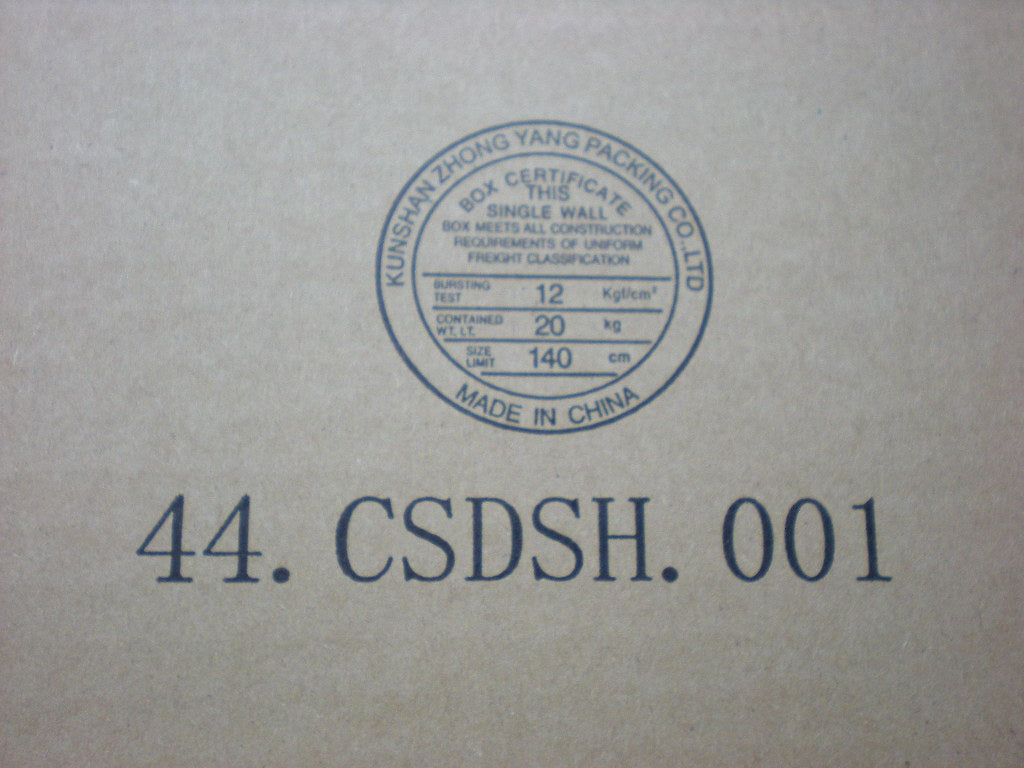 KUNSHAN ZHONG YANG PACKING CO.,LTD
BOX CERTIFICATE
THIS
SINGLE WALL
BOX MEETS ALL CONSTRUCTION
REQUIREMENTS OF UNIFORM
FREIGHT CLASSIFICATION
BURSTING TEST 12 Kgf/cm²
CONTAINED WT. LT. 20 kg
SIZE LIMIT 140 cm
MADE IN CHINA
44. CSDSH. 001